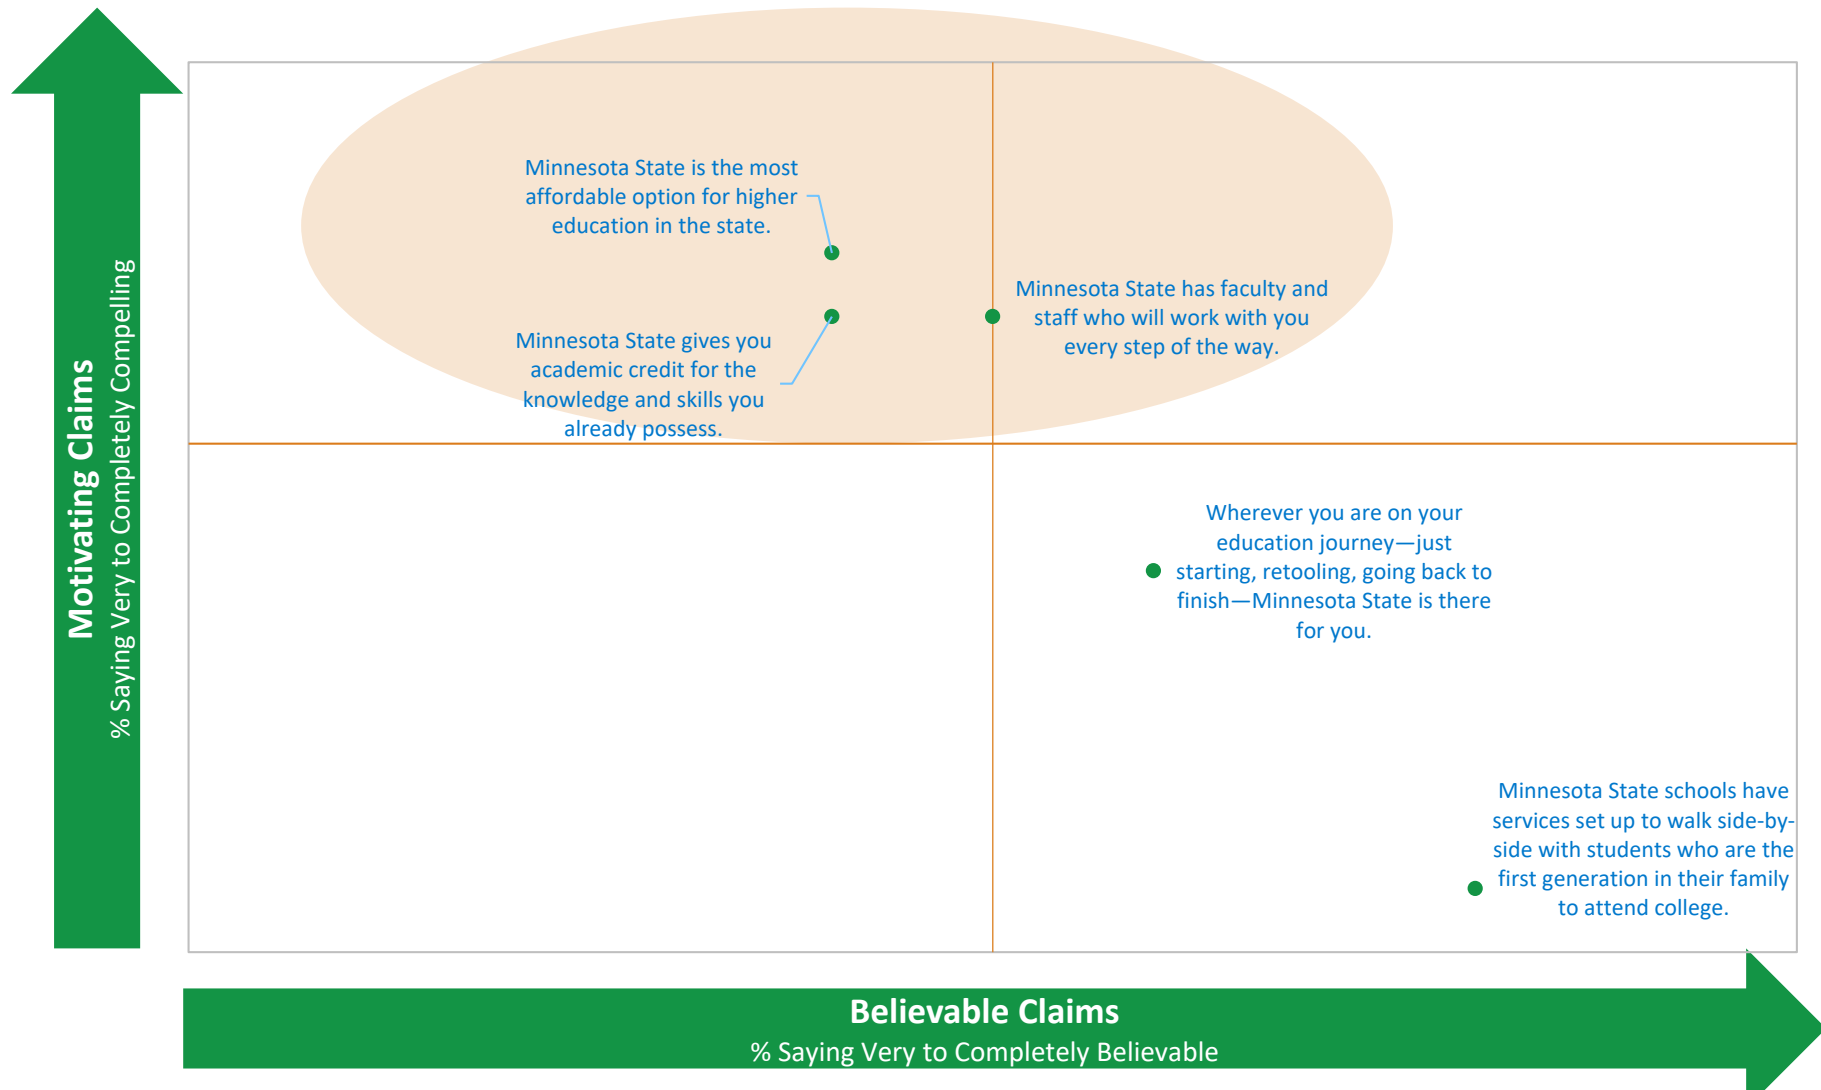 Motivating Claims
% Saying Very to Completely Compelling
Minnesota State is the most
affordable option for higher
education in the state.
Minnesota State gives you
academic credit for the
knowledge and skills you
already possess.
Minnesota State has faculty and
staff who will work with you
every step of the way.
Wherever you are on your
education journey—just
starting, retooling, going back to
finish—Minnesota State is there
for you.
Minnesota State schools have
services set up to walk side-by-
side with students who are the
first generation in their family
to attend college.
Believable Claims
% Saying Very to Completely Believable